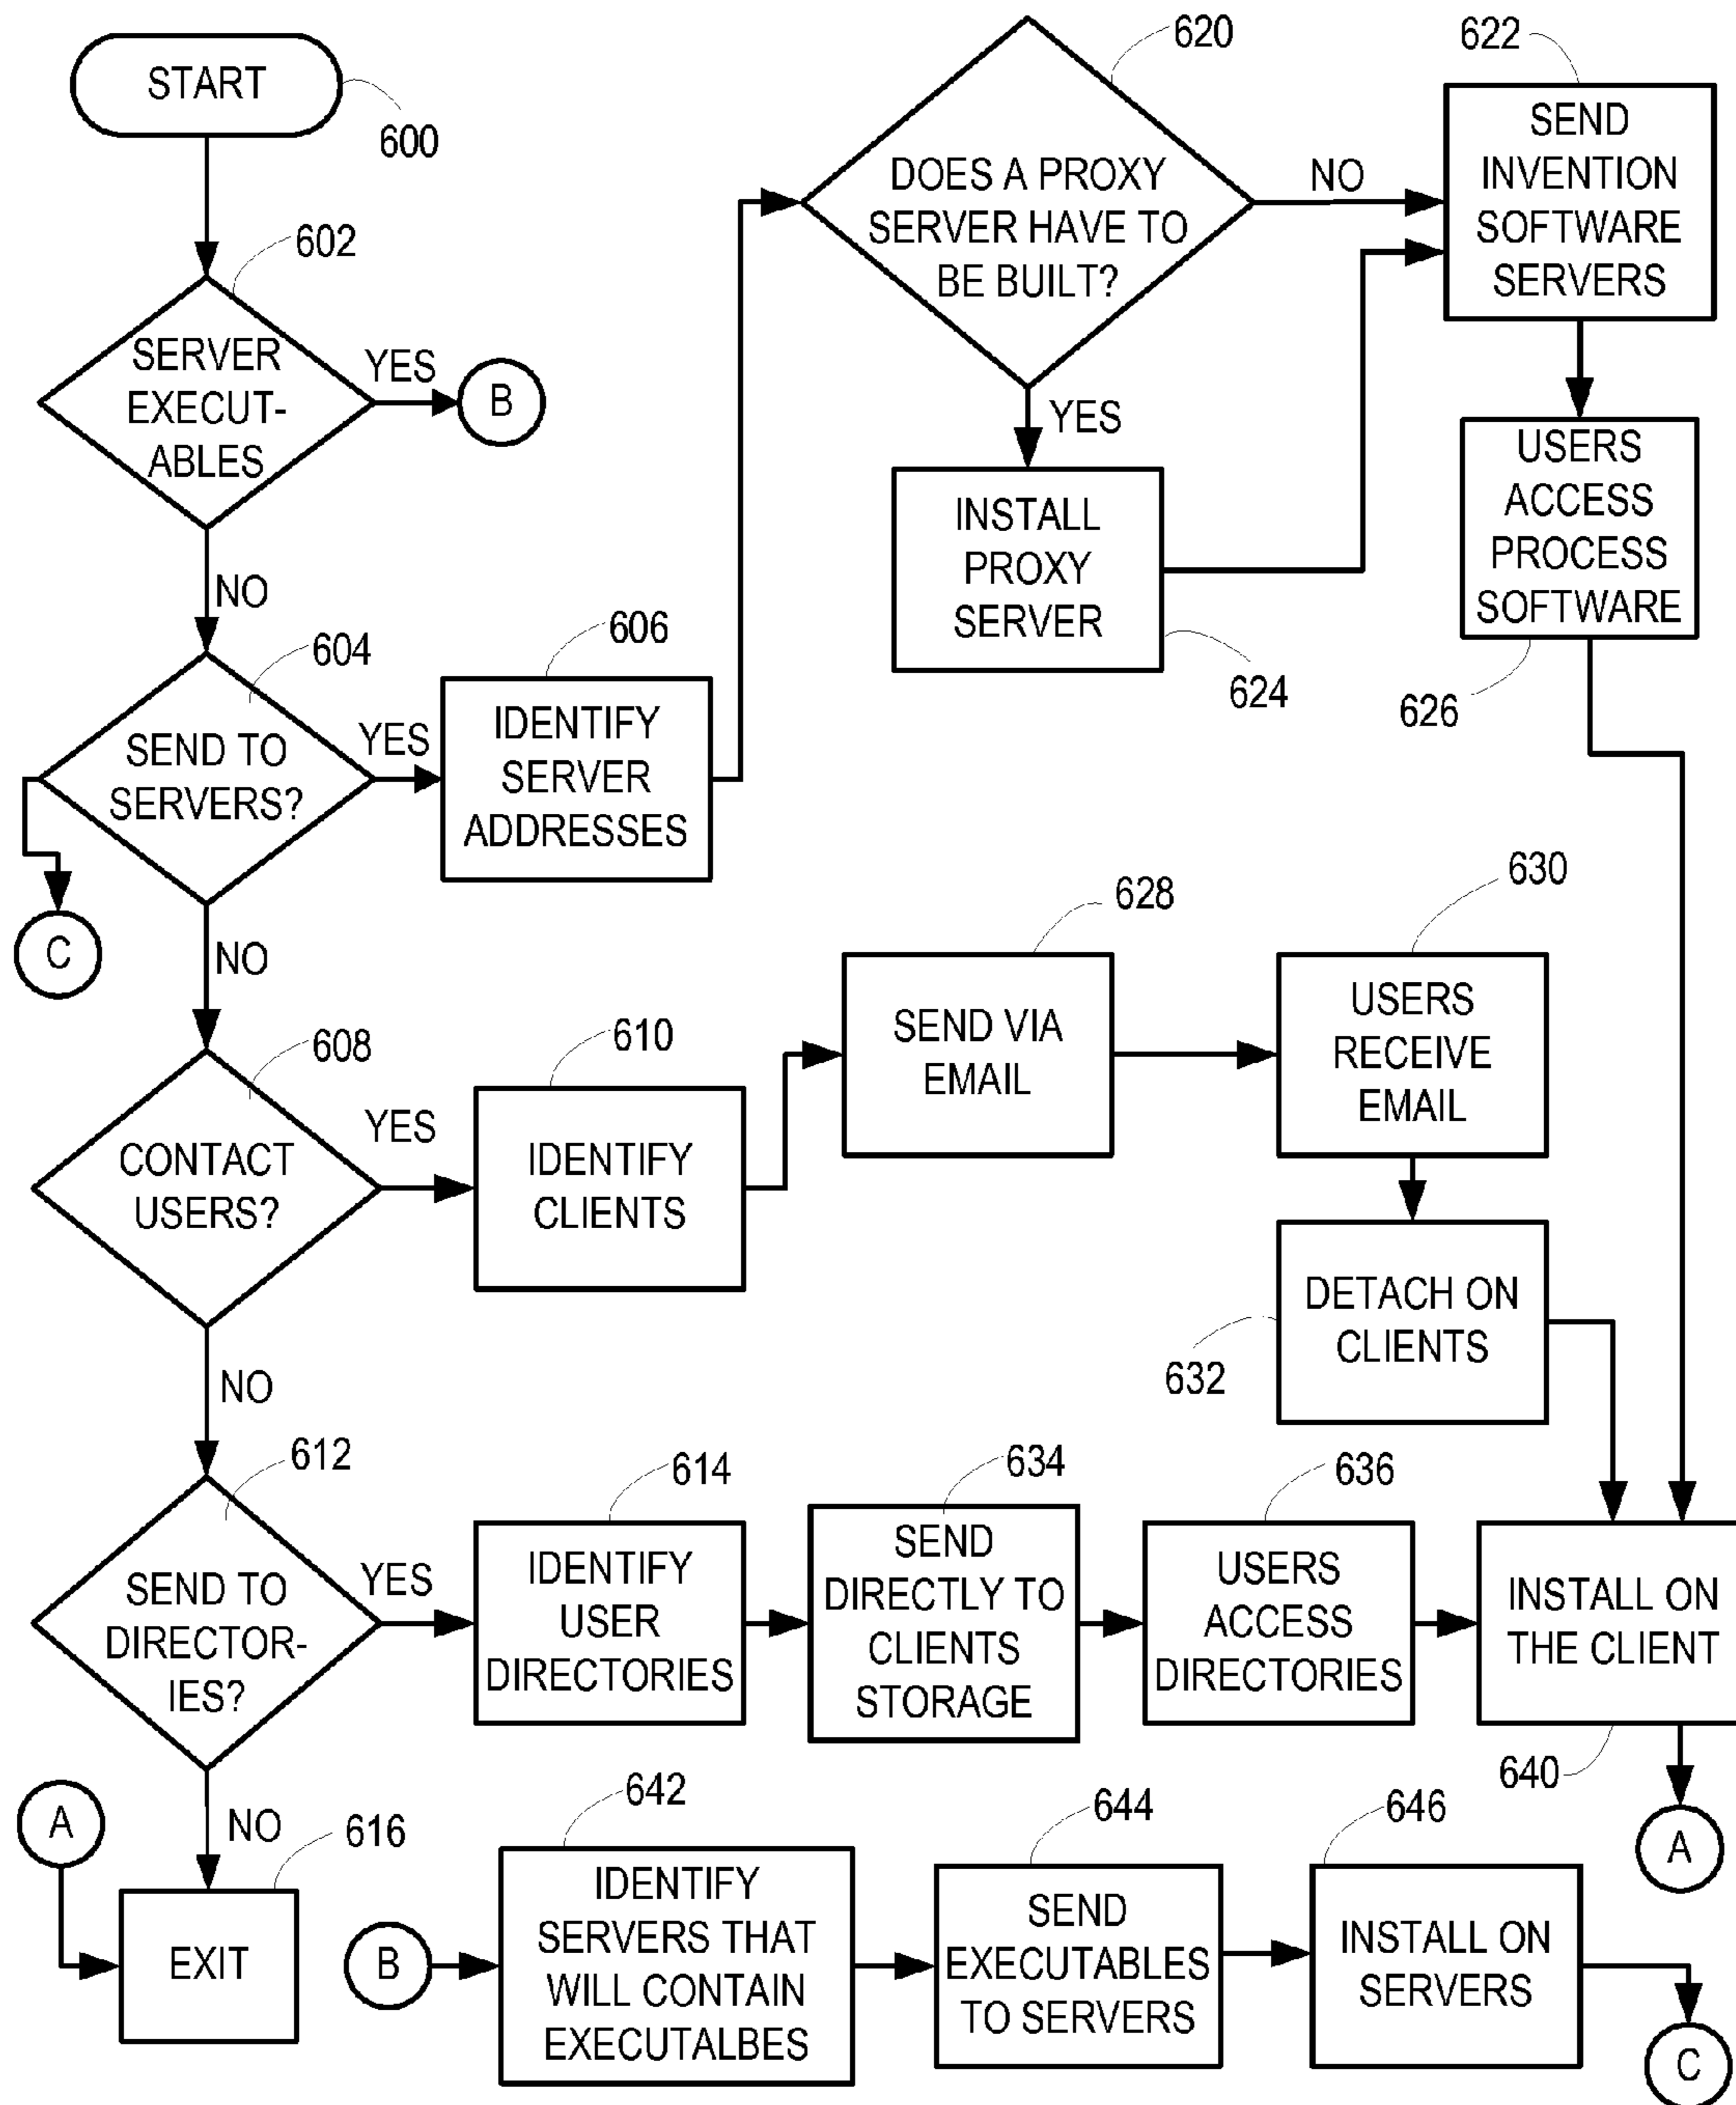 START
600
602
SERVER
EXECUT-
ABLES
YES
B
NO
604
SEND TO
SERVERS?
YES
C
NO
606
IDENTIFY
SERVER
ADDRESSES
620
DOES A PROXY
SERVER HAVE TO
BE BUILT?
NO
YES
622
SEND
INVENTION
SOFTWARE
SERVERS
INSTALL
PROXY
SERVER
624
USERS
ACCESS
PROCESS
SOFTWARE
626
608
CONTACT
USERS?
YES
NO
610
IDENTIFY
CLIENTS
628
SEND VIA
EMAIL
630
USERS
RECEIVE
EMAIL
DETACH ON
CLIENTS
632
612
SEND TO
DIRECTOR-
IES?
YES
NO
614
IDENTIFY
USER
DIRECTORIES
634
SEND
DIRECTLY TO
CLIENTS
STORAGE
636
USERS
ACCESS
DIRECTORIES
INSTALL ON
THE CLIENT
640
A
A
616
EXIT
B
642
IDENTIFY
SERVERS THAT
WILL CONTAIN
EXECUTALBES
644
SEND
EXECUTABLES
TO SERVERS
646
INSTALL ON
SERVERS
C